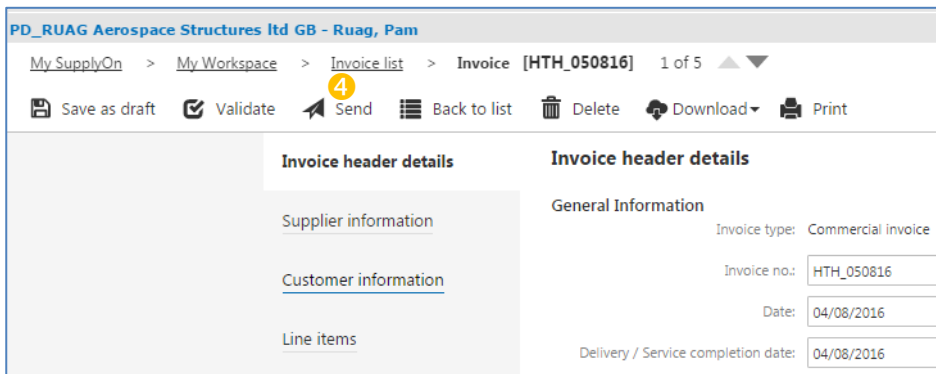 PD_RUAG Aerospace Structures ltd GB - Ruag, Pam
My SupplyOn > My Workspace > Invoice list > Invoice [HTH_050816] 1 of 5
4
Save as draft Validate Send Back to list Delete Download Print
Invoice header details
Supplier information
Customer information
Line items
Invoice header details
General Information
Invoice type: Commercial invoice
Invoice no.: HTH_050816
Date: 04/08/2016
Delivery / Service completion date: 04/08/2016